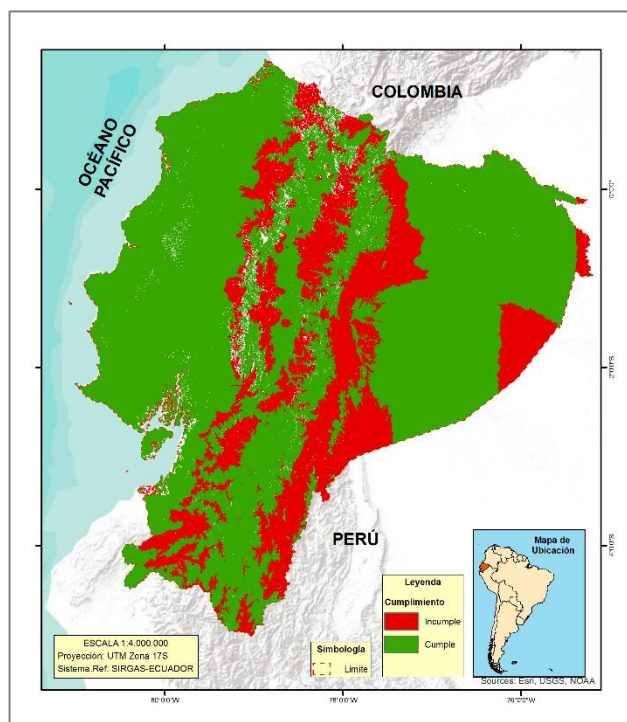 COLOMBIA
OCÉANO
PACÍFICO
0°0'0"
2°0'0"S
4°0'0"S
PERÚ
Mapa de
Ubicación
Leyenda
Cumplimiento
Incumple
Cumple
Simbología
Límite
ESCALA 1:4.000.000
Proyección: UTM Zona 17S
Sistema.Ref: SIRGAS-ECUADOR
Sources: Esri, USGS, NOAA
80°0'0"W
78°0'0"W
76°0'0"W